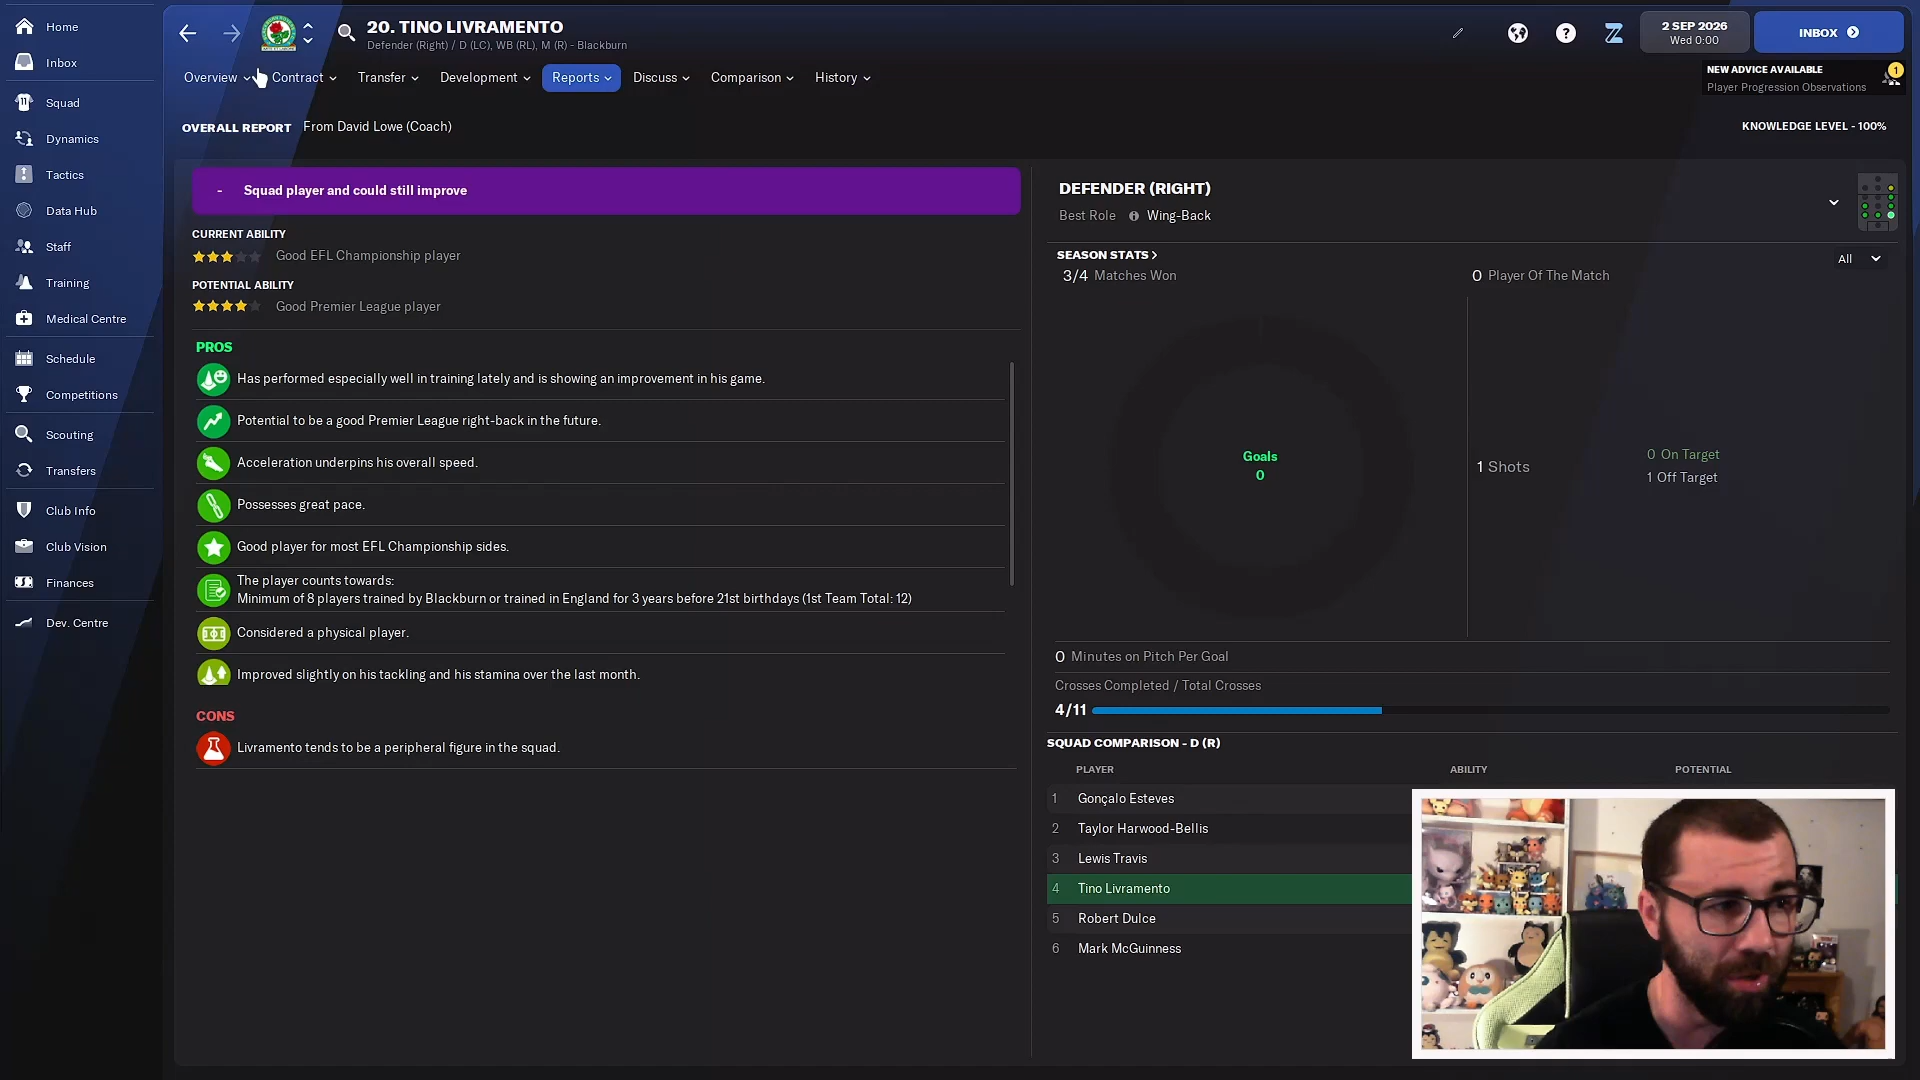 Home
Inbox
Squad
Dynamics
Tactics
Data Hub
Staff
Training
Medical Centre
Schedule
Competitions
Scouting
Transfers
Club Info
Club Vision
Finances
Dev. Centre
20. TINO LIVRAMENTO
Defender (Right) / D (LC), WB (RL), M (R) - Blackburn
2 SEP 2026
Wed 0:00
INBOX
Overview
Contract
Transfer
Development
Reports
Discuss
Comparison
History
NEW ADVICE AVAILABLE
Player Progression Observations
1
OVERALL REPORT From David Lowe (Coach)
KNOWLEDGE LEVEL - 100%
- Squad player and could still improve
CURRENT ABILITY
Good EFL Championship player
POTENTIAL ABILITY
Good Premier League player
PROS
Has performed especially well in training lately and is showing an improvement in his game.
Potential to be a good Premier League right-back in the future.
Acceleration underpins his overall speed.
Possesses great pace.
Good player for most EFL Championship sides.
The player counts towards:
Minimum of 8 players trained by Blackburn or trained in England for 3 years before 21st birthdays (1st Team Total: 12)
Considered a physical player.
Improved slightly on his tackling and his stamina over the last month.
CONS
Livramento tends to be a peripheral figure in the squad.
DEFENDER (RIGHT)
Best Role Wing-Back
SEASON STATS
All
3/4 Matches Won
0 Player Of The Match
Goals
0
1 Shots
0 On Target
1 Off Target
0 Minutes on Pitch Per Goal
Crosses Completed / Total Crosses
4/11
SQUAD COMPARISON - D (R)
PLAYER ABILITY POTENTIAL
1 Gonçalo Esteves
2 Taylor Harwood-Bellis
3 Lewis Travis
4 Tino Livramento
5 Robert Dulce
6 Mark McGuinness